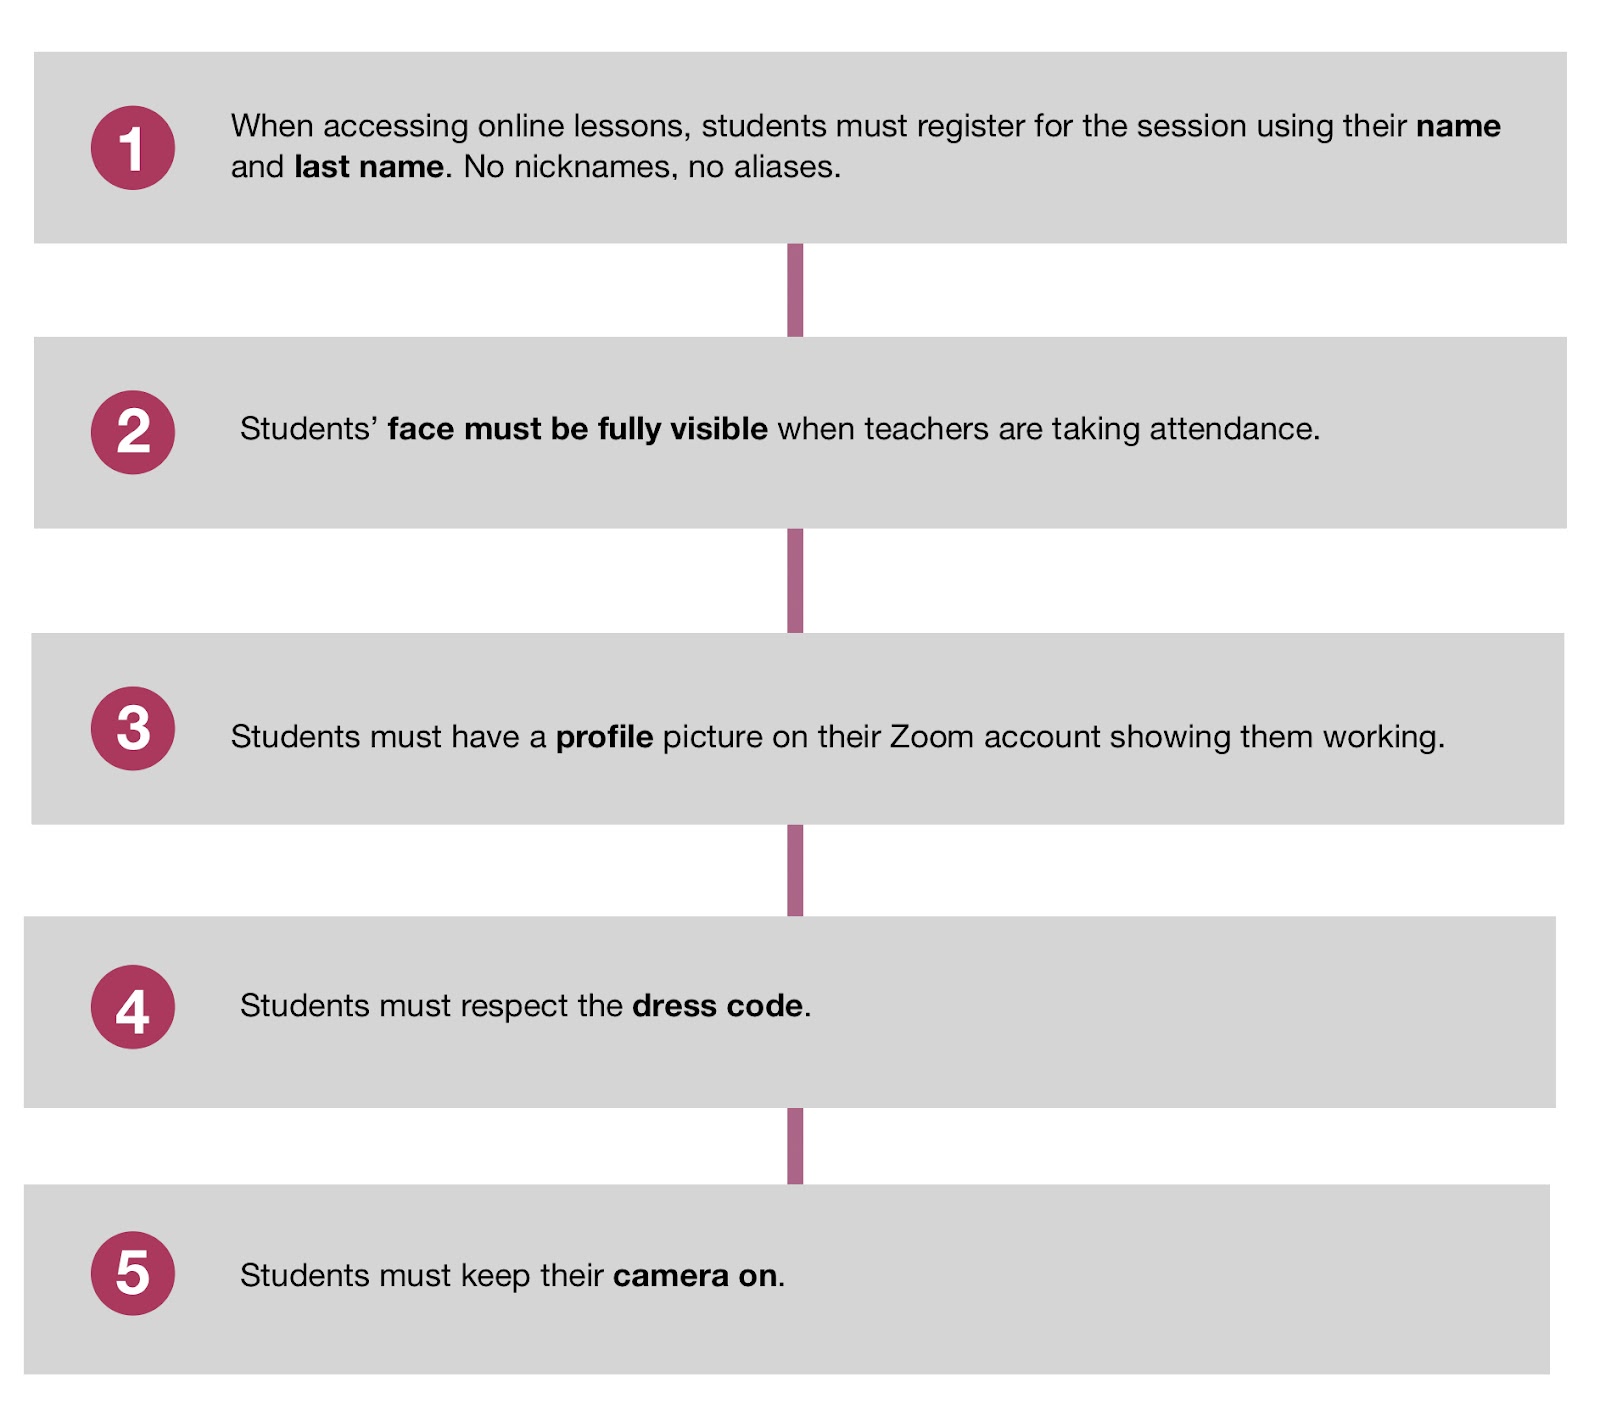 1
When accessing online lessons, students must register for the session using their name
and last name. No nicknames, no aliases.
2
Students’ face must be fully visible when teachers are taking attendance.
3
Students must have a profile picture on their Zoom account showing them working.
4
Students must respect the dress code.
5
Students must keep their camera on.